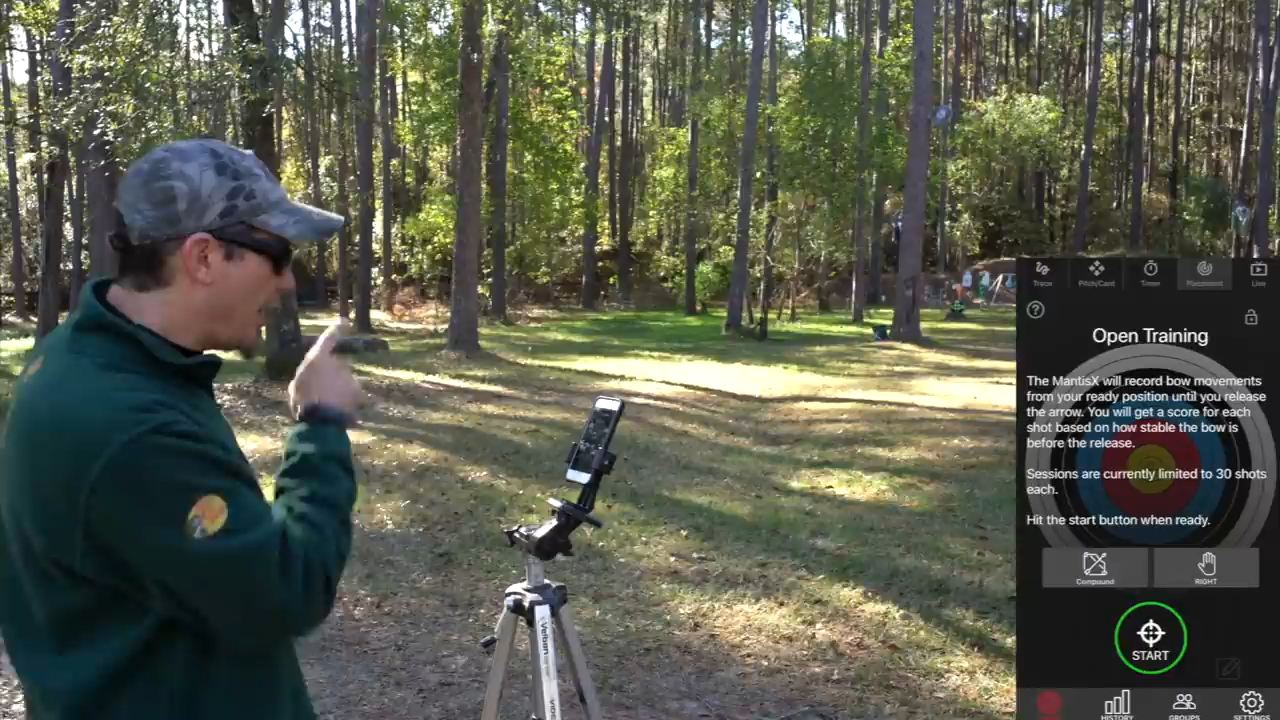 Trace Pitch/Cant Timer Placement Live
Open Training
The MantisX will record bow movements
from your ready position until you release
the arrow. You will get a score for each
shot based on how stable the bow is
before the release.
Sessions are currently limited to 30 shots
each.
Hit the start button when ready.
Compound RIGHT
START
HISTORY GROUPS SETTINGS
Velbon